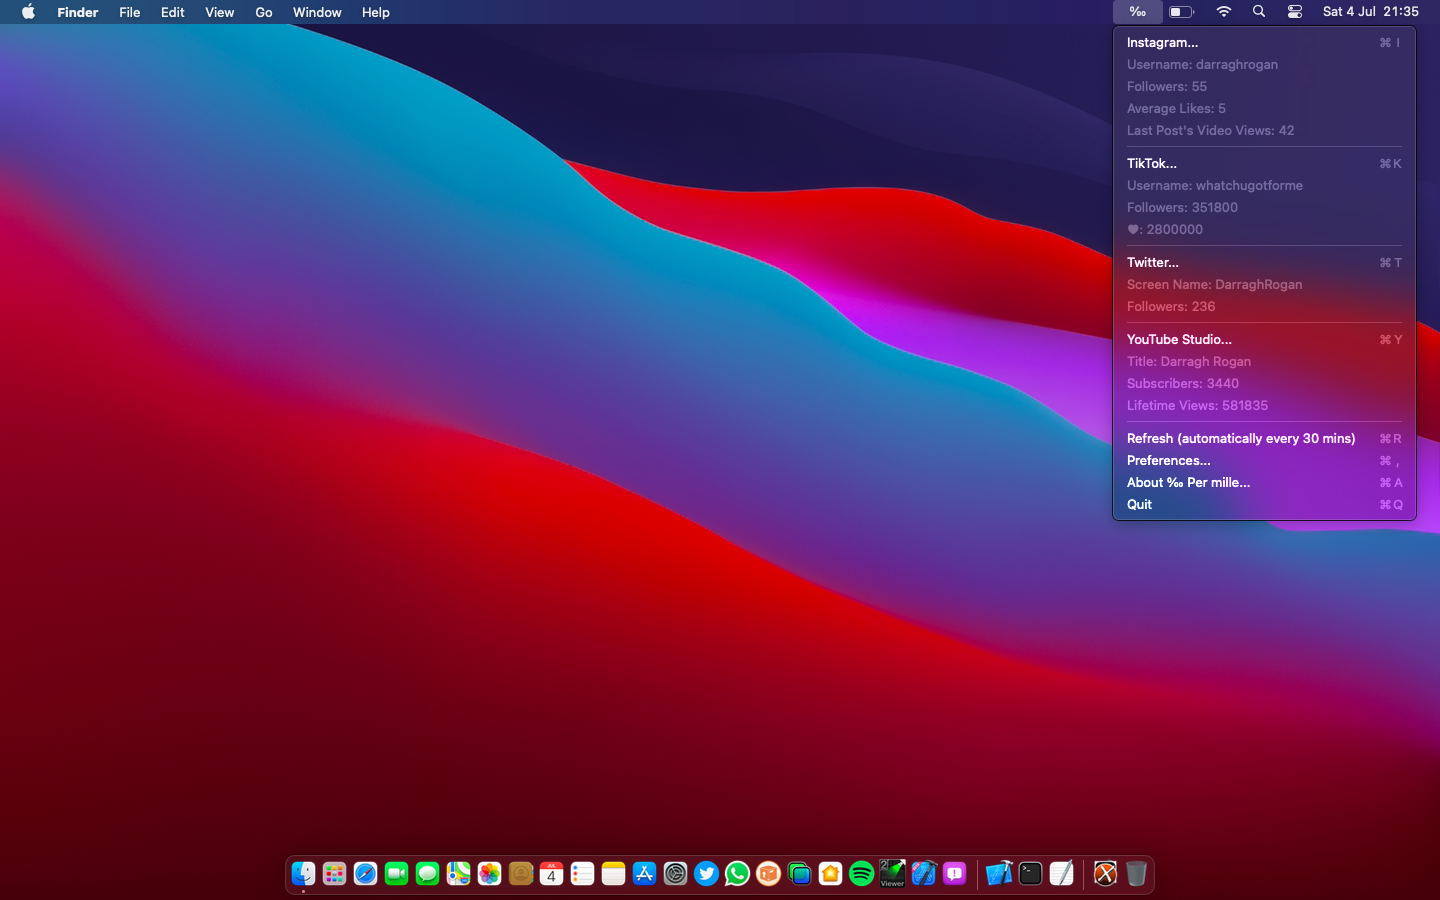 Finder File Edit View Go Window Help ‰ Sat 4 Jul 21:35
Instagram... ⌘ I
Username: darraghrogan
Followers: 55
Average Likes: 5
Last Post's Video Views: 42
TikTok... ⌘ K
Username: whatchugotforme
Followers: 351800
♥: 2800000
Twitter... ⌘ T
Screen Name: DarraghRogan
Followers: 236
YouTube Studio... ⌘ Y
Title: Darragh Rogan
Subscribers: 3440
Lifetime Views: 581835
Refresh (automatically every 30 mins) ⌘ R
Preferences... ⌘ ,
About ‰ Per mille... ⌘ A
Quit ⌘ Q
JUL
4
2
Viewer